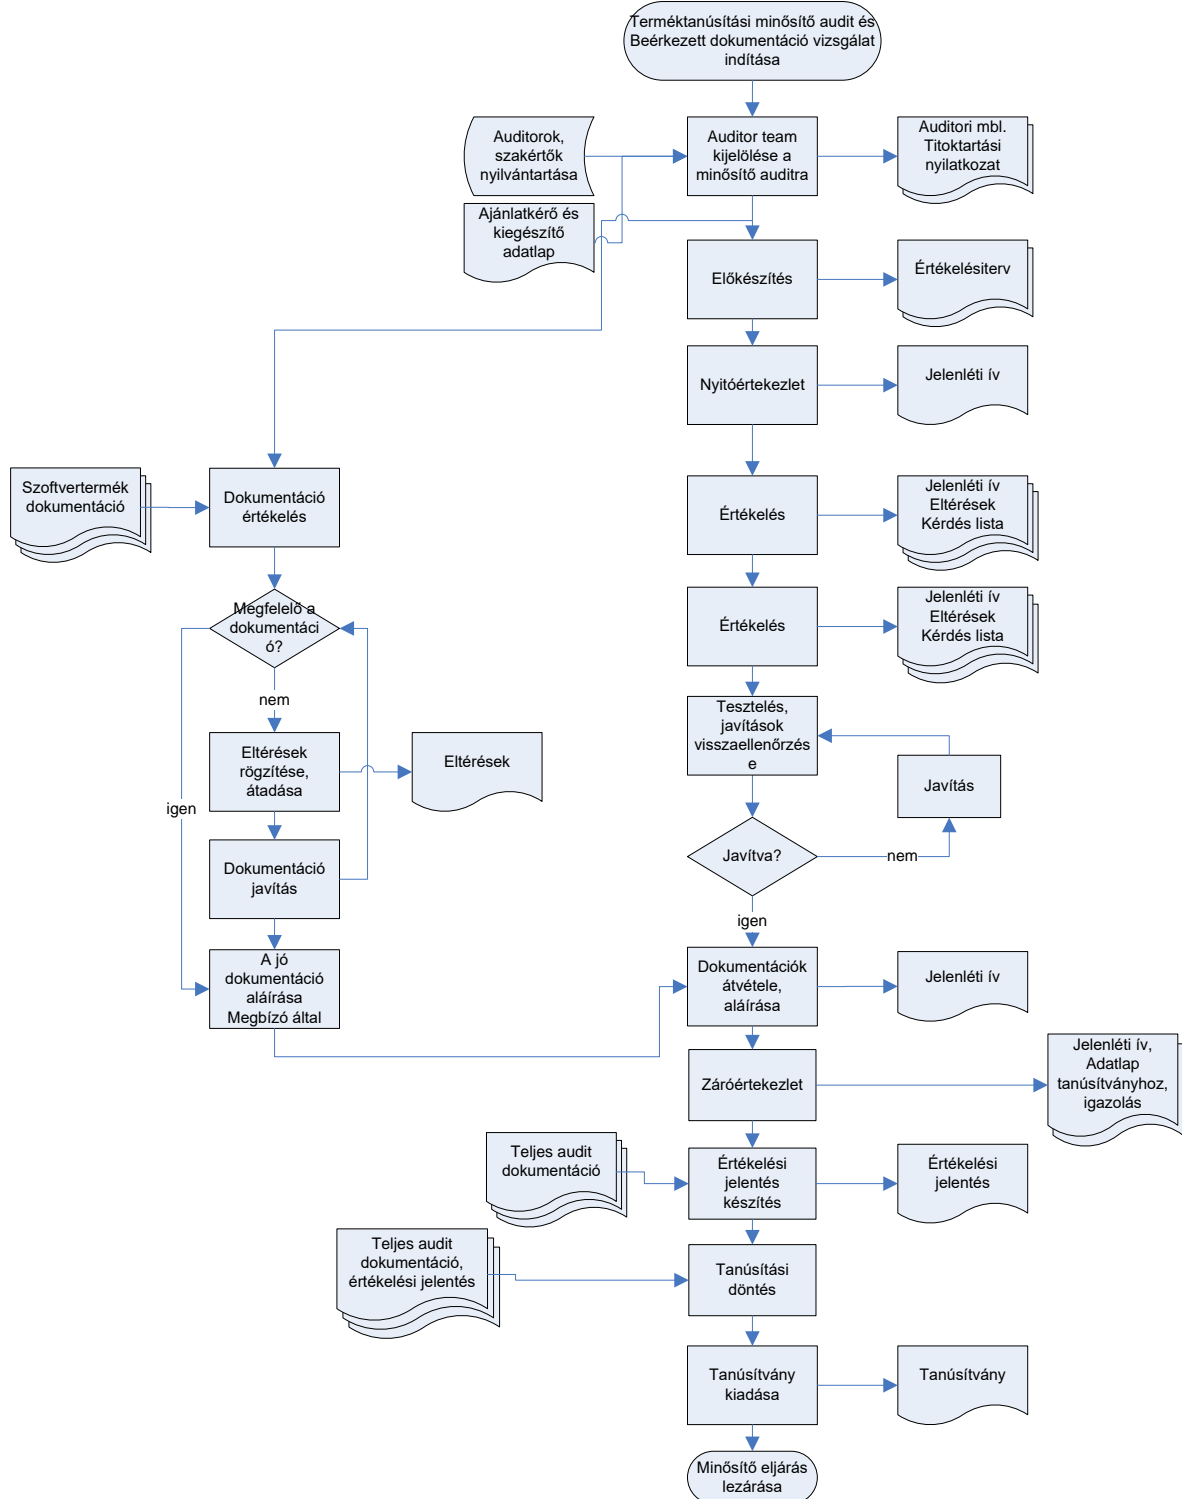 Terméktanúsítási minősítő audit és
Beérkezett dokumentáció vizsgálat
indítása
Auditorok,
szakértők
nyilvántartása
Auditor team
kijelölése a
minősítő auditra
Auditori mbl.
Titoktartási
nyilatkozat
Ajánlatkérő és
kiegészítő
adatlap
Előkészítés
Értékelésiterv
Nyitóértekezlet
Jelenléti ív
Szoftvertermék
dokumentáció
Dokumentáció
értékelés
Értékelés
Jelenléti ív
Eltérések
Kérdés lista
Megfelelő a
dokumentáci
ó?
Értékelés
Jelenléti ív
Eltérések
Kérdés lista
nem
Tesztelés,
javítások
visszaellenőrzés
e
Eltérések
rögzítése,
átadása
Eltérések
Javítás
igen
Javítva?
nem
Dokumentáció
javítás
igen
A jó
dokumentáció
aláírása
Megbízó által
Dokumentációk
átvétele,
aláírása
Jelenléti ív
Záróértekezlet
Jelenléti ív,
Adatlap
tanúsítványhoz,
igazolás
Teljes audit
dokumentáció
Értékelési
jelentés
készítés
Értékelési
jelentés
Teljes audit
dokumentáció,
értékelési jelentés
Tanúsítási
döntés
Tanúsítvány
kiadása
Tanúsítvány
Minősítő eljárás
lezárása